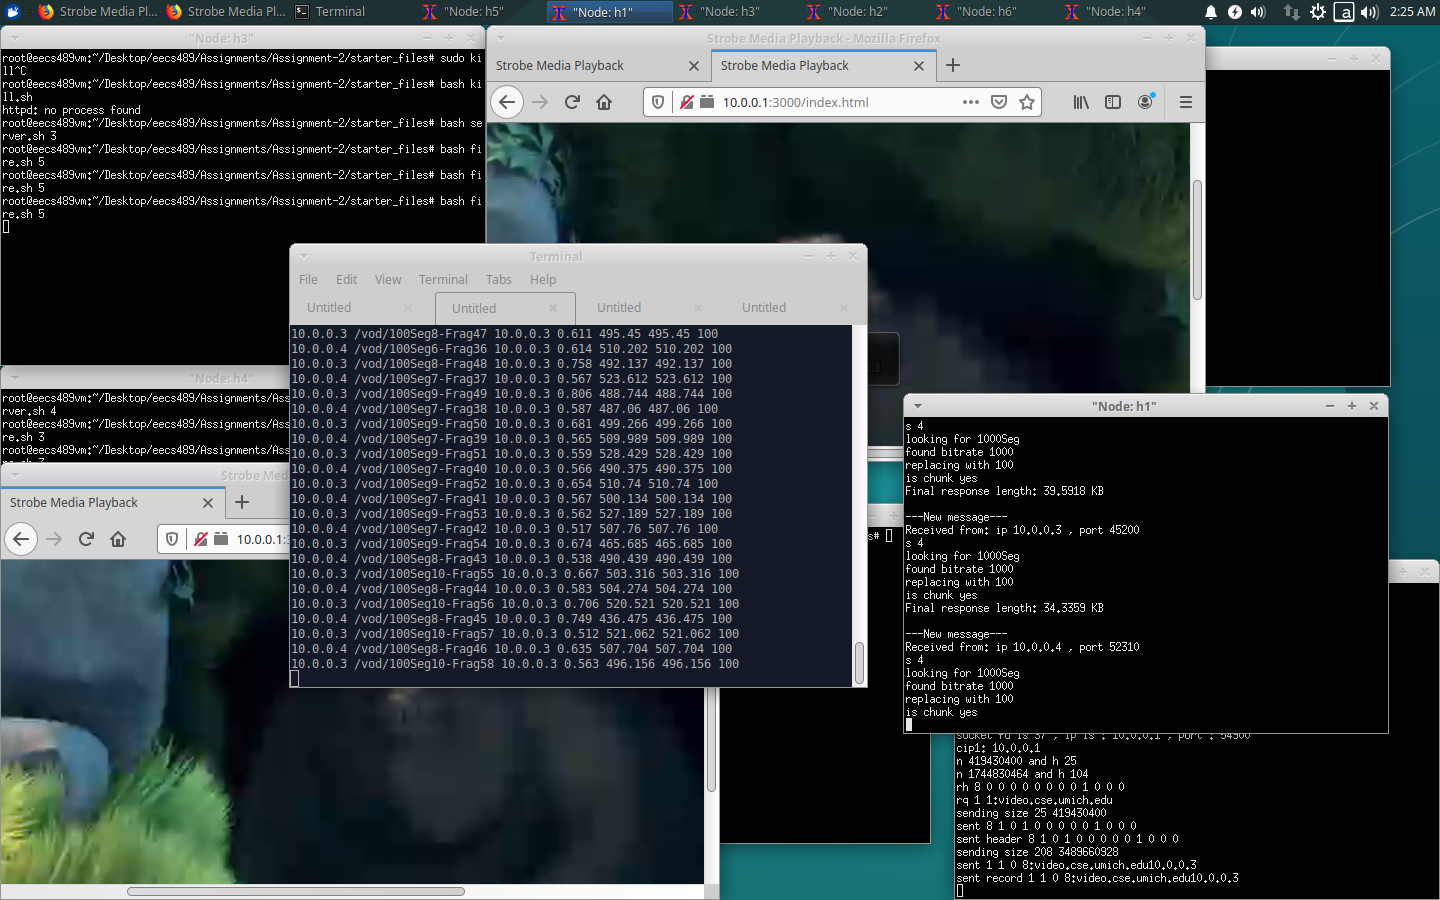 Strobe Media Pl...
Strobe Media Pl...
Terminal
"Node: h5"
"Node: h1"
"Node: h3"
"Node: h2"
"Node: h6"
"Node: h4"
a
2:25 AM
"Node: h3"
root@eecs489vm:~/Desktop/eecs489/Assignments/Assignment-2/starter_files# sudo ki
ll^C
root@eecs489vm:~/Desktop/eecs489/Assignments/Assignment-2/starter_files# bash ki
ll.sh
httpd: no process found
root@eecs489vm:~/Desktop/eecs489/Assignments/Assignment-2/starter_files# bash se
rver.sh 3
root@eecs489vm:~/Desktop/eecs489/Assignments/Assignment-2/starter_files# bash fi
re.sh 5
root@eecs489vm:~/Desktop/eecs489/Assignments/Assignment-2/starter_files# bash fi
re.sh 5
root@eecs489vm:~/Desktop/eecs489/Assignments/Assignment-2/starter_files# bash fi
re.sh 5
Strobe Media Playback - Mozilla Firefox
Strobe Media Playback
Strobe Media Playback
10.0.0.1:3000/index.html
"Node: h4"
root@eecs489vm:~/Desktop/eecs489/Assignments/Ass
rver.sh 4
root@eecs489vm:~/Desktop/eecs489/Assignments/Ass
re.sh 3
root@eecs489vm:~/Desktop/eecs489/Assignments/Ass
re.sh 3
Strobe Me
Strobe Media Playback
10.0.0.1:3
Terminal
File Edit View Terminal Tabs Help
Untitled
Untitled
Untitled
Untitled
10.0.0.3 /vod/100Seg8-Frag47 10.0.0.3 0.611 495.45 495.45 100
10.0.0.4 /vod/100Seg6-Frag36 10.0.0.3 0.614 510.202 510.202 100
10.0.0.3 /vod/100Seg8-Frag48 10.0.0.3 0.758 492.137 492.137 100
10.0.0.4 /vod/100Seg7-Frag37 10.0.0.3 0.567 523.612 523.612 100
10.0.0.3 /vod/100Seg9-Frag49 10.0.0.3 0.806 488.744 488.744 100
10.0.0.4 /vod/100Seg7-Frag38 10.0.0.3 0.587 487.06 487.06 100
10.0.0.3 /vod/100Seg9-Frag50 10.0.0.3 0.681 499.266 499.266 100
10.0.0.4 /vod/100Seg7-Frag39 10.0.0.3 0.565 509.989 509.989 100
10.0.0.3 /vod/100Seg9-Frag51 10.0.0.3 0.559 528.429 528.429 100
10.0.0.4 /vod/100Seg7-Frag40 10.0.0.3 0.566 490.375 490.375 100
10.0.0.3 /vod/100Seg9-Frag52 10.0.0.3 0.654 510.74 510.74 100
10.0.0.4 /vod/100Seg7-Frag41 10.0.0.3 0.567 500.134 500.134 100
10.0.0.3 /vod/100Seg9-Frag53 10.0.0.3 0.562 527.189 527.189 100
10.0.0.4 /vod/100Seg7-Frag42 10.0.0.3 0.517 507.76 507.76 100
10.0.0.3 /vod/100Seg9-Frag54 10.0.0.3 0.674 465.685 465.685 100
10.0.0.4 /vod/100Seg8-Frag43 10.0.0.3 0.538 490.439 490.439 100
10.0.0.3 /vod/100Seg10-Frag55 10.0.0.3 0.667 503.316 503.316 100
10.0.0.4 /vod/100Seg8-Frag44 10.0.0.3 0.583 504.274 504.274 100
10.0.0.3 /vod/100Seg10-Frag56 10.0.0.3 0.706 520.521 520.521 100
10.0.0.4 /vod/100Seg8-Frag45 10.0.0.3 0.749 436.475 436.475 100
10.0.0.3 /vod/100Seg10-Frag57 10.0.0.3 0.512 521.062 521.062 100
10.0.0.4 /vod/100Seg8-Frag46 10.0.0.3 0.635 507.704 507.704 100
10.0.0.3 /vod/100Seg10-Frag58 10.0.0.3 0.563 496.156 496.156 100
"Node: h1"
s 4
looking for 1000Seg
found bitrate 1000
replacing with 100
is chunk yes
Final response length: 39.5918 KB
---New message---
Received from: ip 10.0.0.3 , port 45200
s 4
looking for 1000Seg
found bitrate 1000
replacing with 100
is chunk yes
Final response length: 34.3359 KB
---New message---
Received from: ip 10.0.0.4 , port 52310
s 4
looking for 1000Seg
found bitrate 1000
replacing with 100
is chunk yes
s#
socket fd is 57 , ip is : 10.0.0.1 , port : 54900
cip1: 10.0.0.1
n 419430400 and h 25
n 1744830464 and h 104
rh 8 0 0 0 0 0 0 0 0 1 0 0 0
rq 1 1:video.cse.umich.edu
sending size 25 419430400
sent 8 1 0 1 0 0 0 0 0 1 0 0 0
sent header 8 1 0 1 0 0 0 0 0 1 0 0 0
sending size 208 3489660928
sent 1 1 0 8:video.cse.umich.edu10.0.0.3
sent record 1 1 0 8:video.cse.umich.edu10.0.0.3